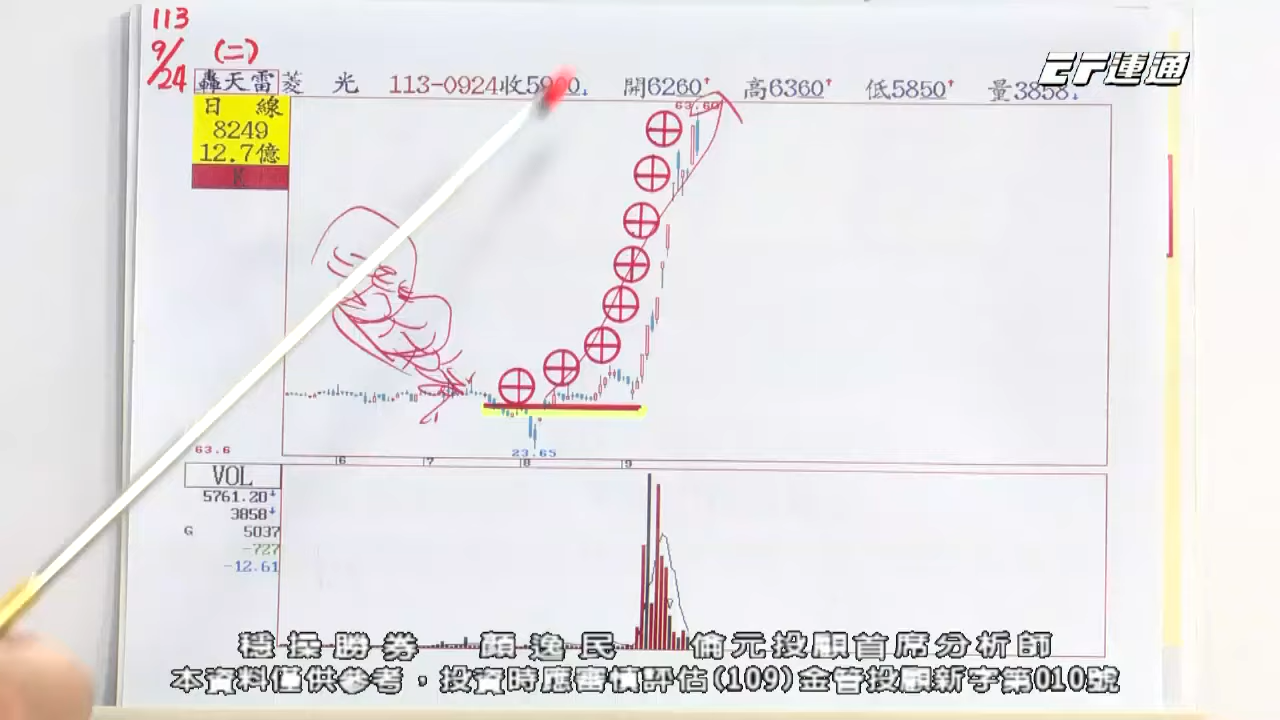 113
9/24 (二)
轟天雷 菱光 113-0924收59 0↓ 開6260↑ 高6360↑ 低5850↑ 量3858↓
EF運通
日線
8249
12.7億
K
63.60
23.65
63.6
6 7 8 9
VOL
5761.20↓
3858↓
G 5037
-727
-12.61
穩操勝券 顏逸民 倫元投顧首席分析師
本資料僅供參考，投資時應審慎評估(109)金管投顧新字第010號